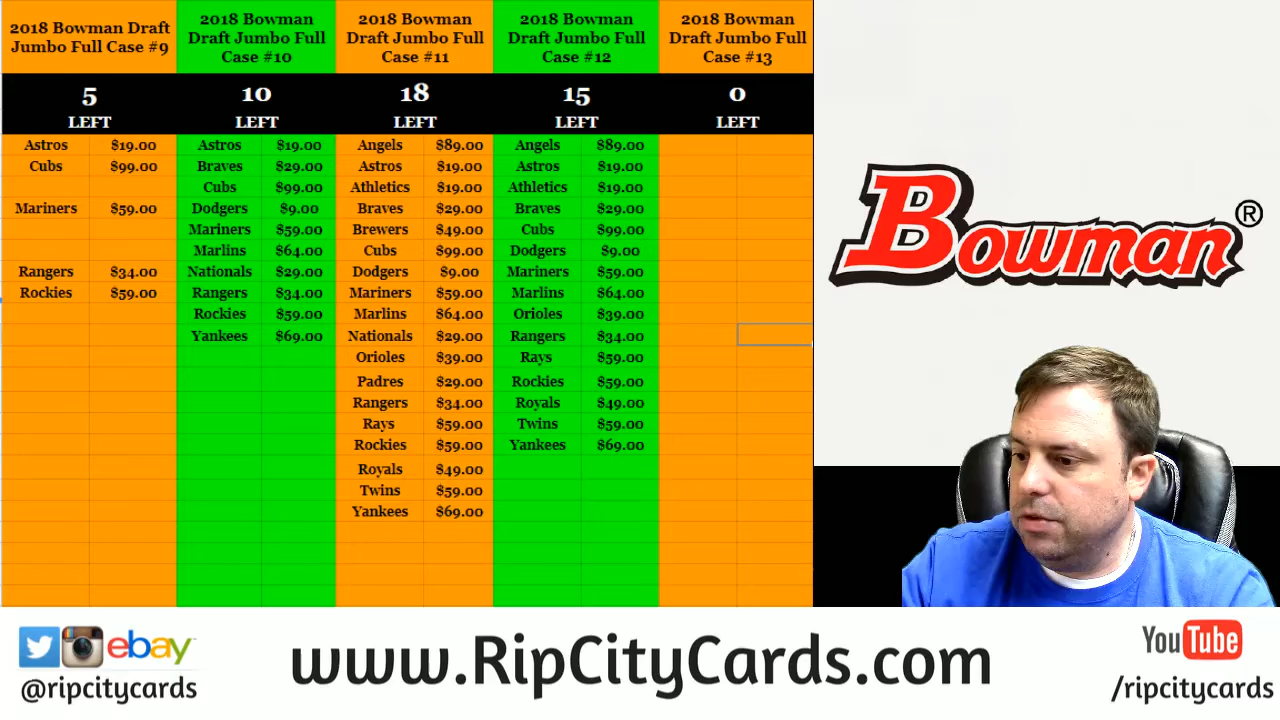 2018 Bowman Draft
Jumbo Full Case #9
5
LEFT
Astros $19.00
Cubs $99.00
Mariners $59.00
Rangers $34.00
Rockies $59.00
2018 Bowman
Draft Jumbo Full
Case #10
10
LEFT
Astros $19.00
Braves $29.00
Cubs $99.00
Dodgers $9.00
Mariners $59.00
Marlins $64.00
Nationals $29.00
Rangers $34.00
Rockies $59.00
Yankees $69.00
2018 Bowman
Draft Jumbo Full
Case #11
18
LEFT
Angels $89.00
Astros $19.00
Athletics $19.00
Braves $29.00
Brewers $49.00
Cubs $99.00
Dodgers $9.00
Mariners $59.00
Marlins $64.00
Nationals $29.00
Orioles $39.00
Padres $29.00
Rangers $34.00
Rays $59.00
Rockies $59.00
Royals $49.00
Twins $59.00
Yankees $69.00
2018 Bowman
Draft Jumbo Full
Case #12
15
LEFT
Angels $89.00
Astros $19.00
Athletics $19.00
Braves $29.00
Cubs $99.00
Dodgers $9.00
Mariners $59.00
Marlins $64.00
Orioles $39.00
Rangers $34.00
Rays $59.00
Rockies $59.00
Royals $49.00
Twins $59.00
Yankees $69.00
2018 Bowman
Draft Jumbo Full
Case #13
0
LEFT
Bowman®
ebay™
@ripcitycards
www.RipCityCards.com
YouTube
/ripcitycards